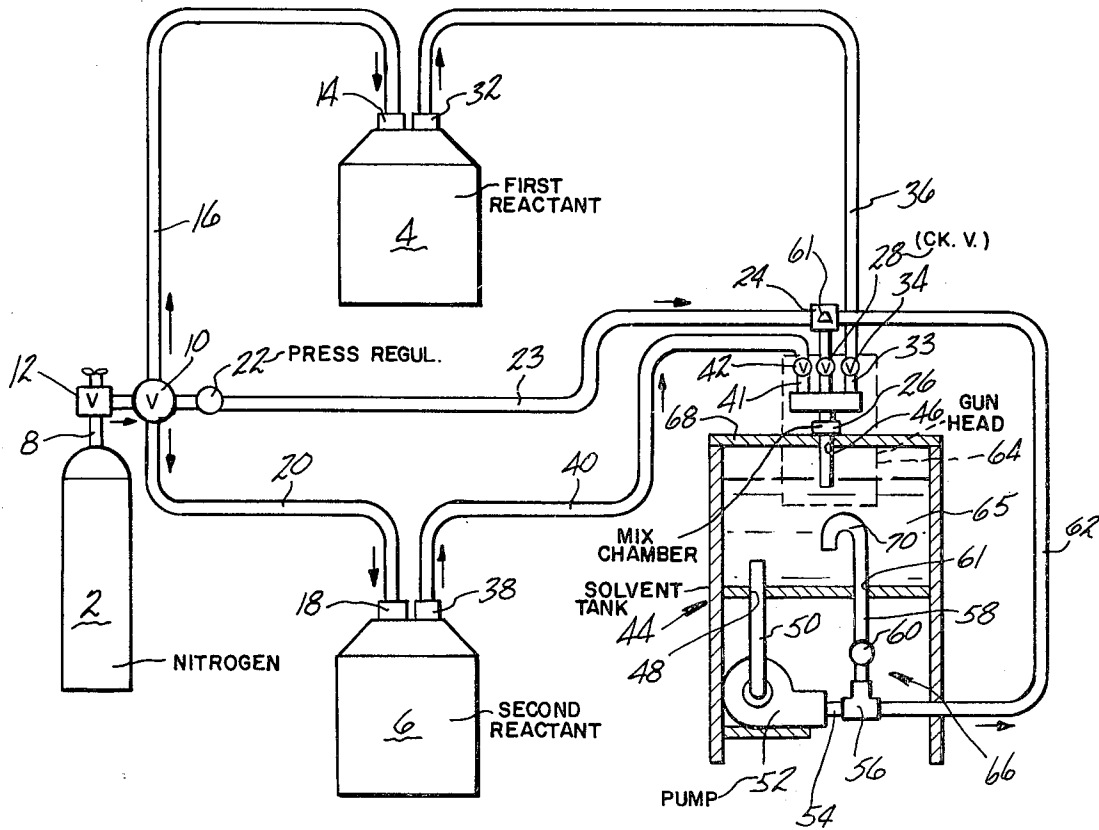 14
32
FIRST
REACTANT
4
16
36
(CK. V.)
61
28
24
34
10
22
PRESS REGUL.
12
V
V
42
V
V
V
33
23
41
26
8
68
46
GUN
HEAD
64
20
40
65
MIX
CHAMBER
70
62
SOLVENT
TANK
61
18
38
44
48
50
58
60
2
NITROGEN
SECOND
REACTANT
6
52
56
66
PUMP
54